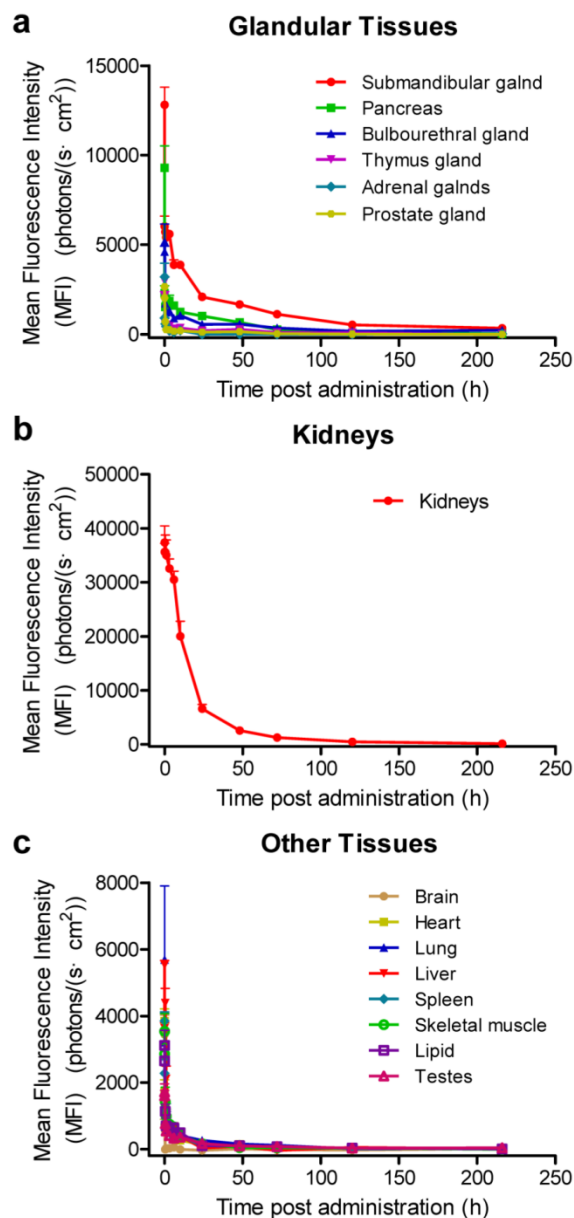 a
Glandular Tissues
Mean Fluorescence Intensity
(MFI) (photons/(s· cm²))
15000
10000
5000
0
Submandibular galnd
Pancreas
Bulbourethral gland
Thymus gland
Adrenal galnds
Prostate gland
0 50 100 150 200 250
Time post administration (h)
b
Kidneys
Mean Fluorescence Intensity
(MFI) (photons/(s· cm²))
50000
40000
30000
20000
10000
0
Kidneys
0 50 100 150 200 250
Time post administration (h)
c
Other Tissues
Mean Fluorescence Intensity
(MFI) (photons/(s· cm²))
8000
6000
4000
2000
0
Brain
Heart
Lung
Liver
Spleen
Skeletal muscle
Lipid
Testes
0 50 100 150 200 250
Time post administration (h)